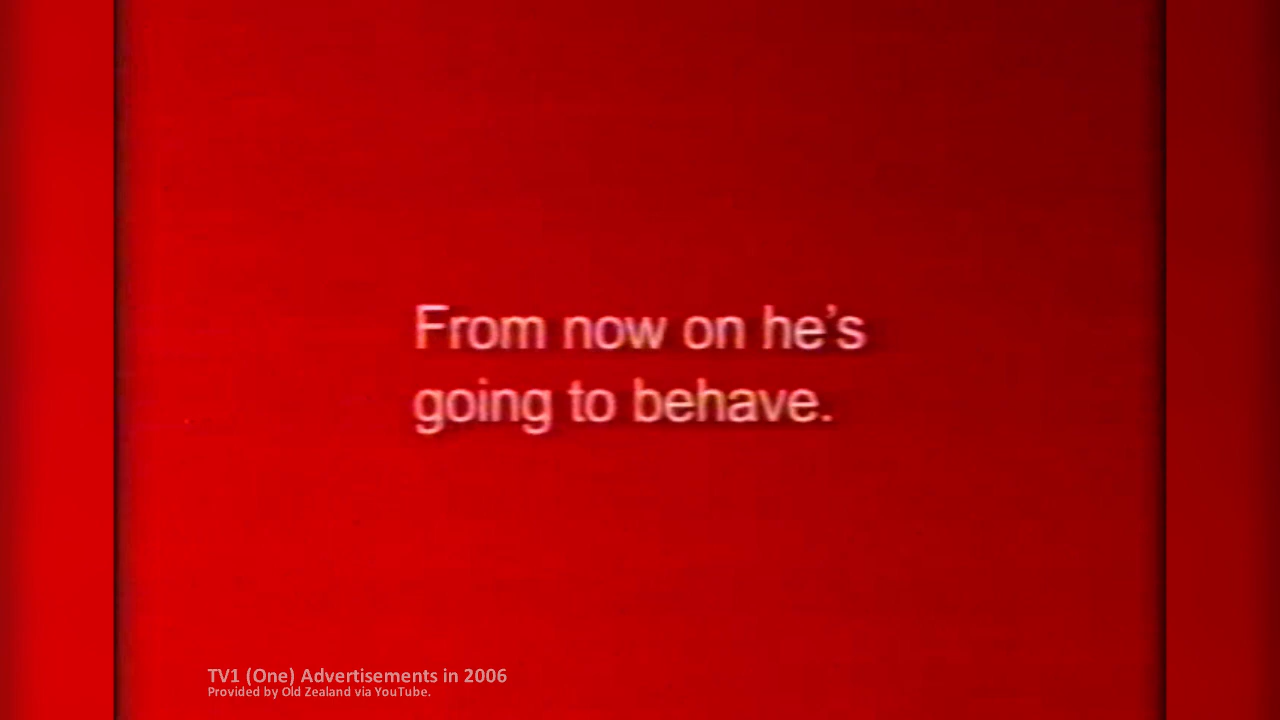 From now on he’s
going to behave.
TV1 (One) Advertisements in 2006
Provided by Old Zealand via YouTube.